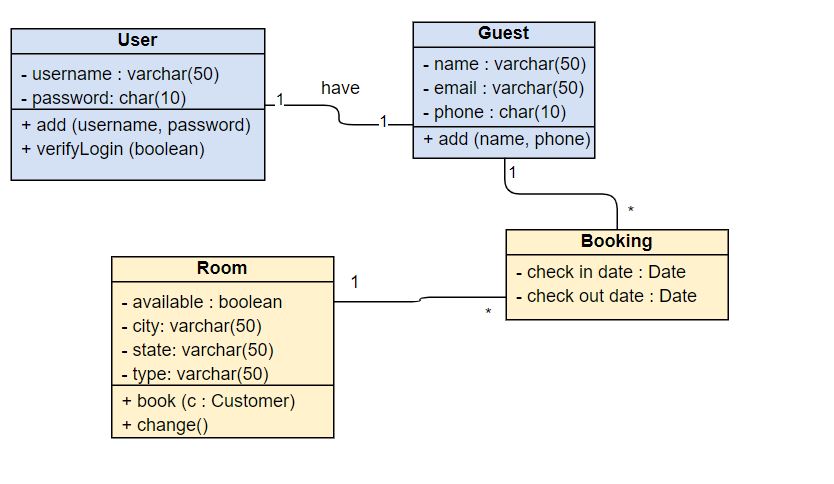 User
- username : varchar(50)
- password: char(10)
+ add (username, password)
+ verifyLogin (boolean)
1
have
1
Guest
- name : varchar(50)
- email : varchar(50)
- phone : char(10)
+ add (name, phone)
1
*
Booking
- check in date : Date
- check out date : Date
Room
- available : boolean
- city: varchar(50)
- state: varchar(50)
- type: varchar(50)
+ book (c : Customer)
+ change()
1
*